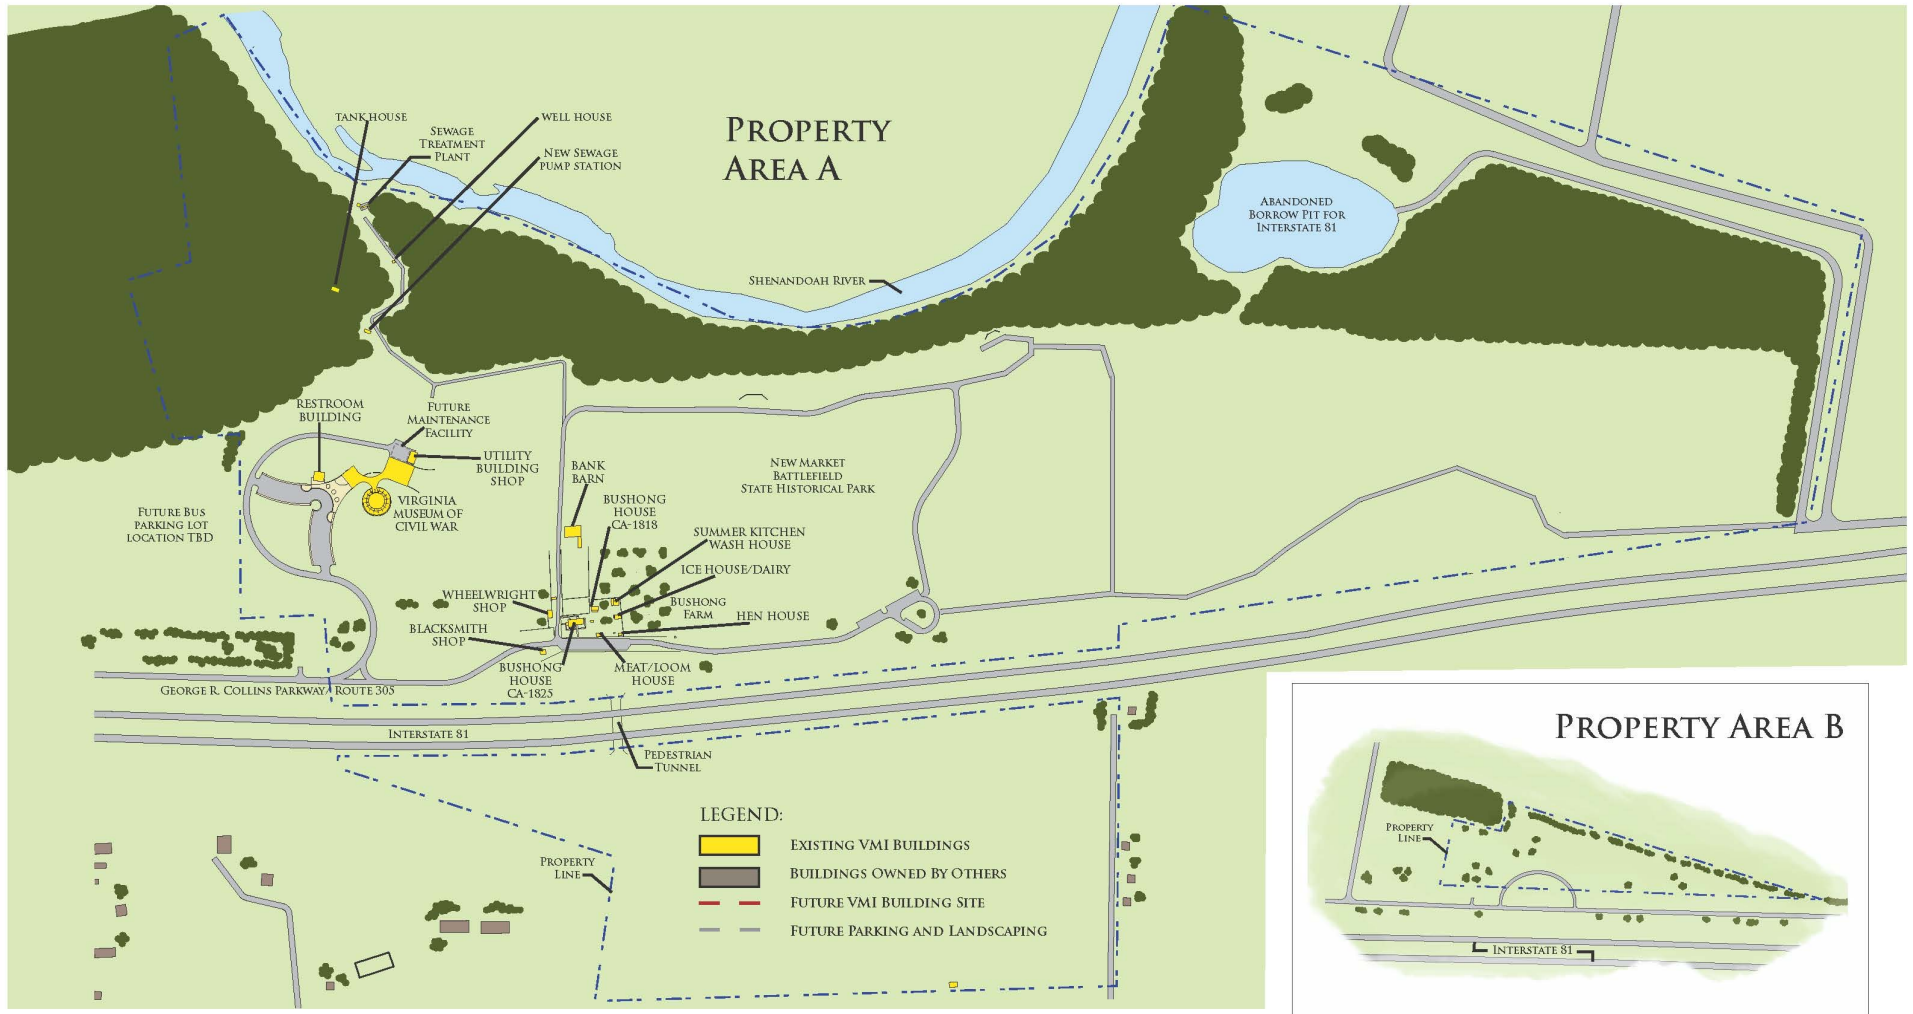 TANK HOUSE
SEWAGE
TREATMENT
PLANT
WELL HOUSE
NEW SEWAGE
PUMP STATION
PROPERTY
AREA A
ABANDONED
BORROW PIT FOR
INTERSTATE 81
SHENANDOAH RIVER
RESTROOM
BUILDING
FUTURE
MAINTENANCE
FACILITY
UTILITY
BUILDING
SHOP
VIRGINIA
MUSEUM OF
CIVIL WAR
FUTURE BUS
PARKING LOT
LOCATION TBD
BANK
BARN
BUSHONG
HOUSE
CA-1818
NEW MARKET
BATTLEFIELD
STATE HISTORICAL PARK
SUMMER KITCHEN
WASH HOUSE
ICE HOUSE/DAIRY
BUSHONG
FARM
HEN HOUSE
WHEELWRIGHT
SHOP
BLACKSMITH
SHOP
BUSHONG
HOUSE
CA-1825
MEAT/LOOM
HOUSE
GEORGE R. COLLINS PARKWAY/ ROUTE 305
INTERSTATE 81
PEDESTRIAN
TUNNEL
PROPERTY
LINE
LEGEND:
EXISTING VMI BUILDINGS
BUILDINGS OWNED BY OTHERS
FUTURE VMI BUILDING SITE
FUTURE PARKING AND LANDSCAPING
PROPERTY AREA B
PROPERTY
LINE
INTERSTATE 81